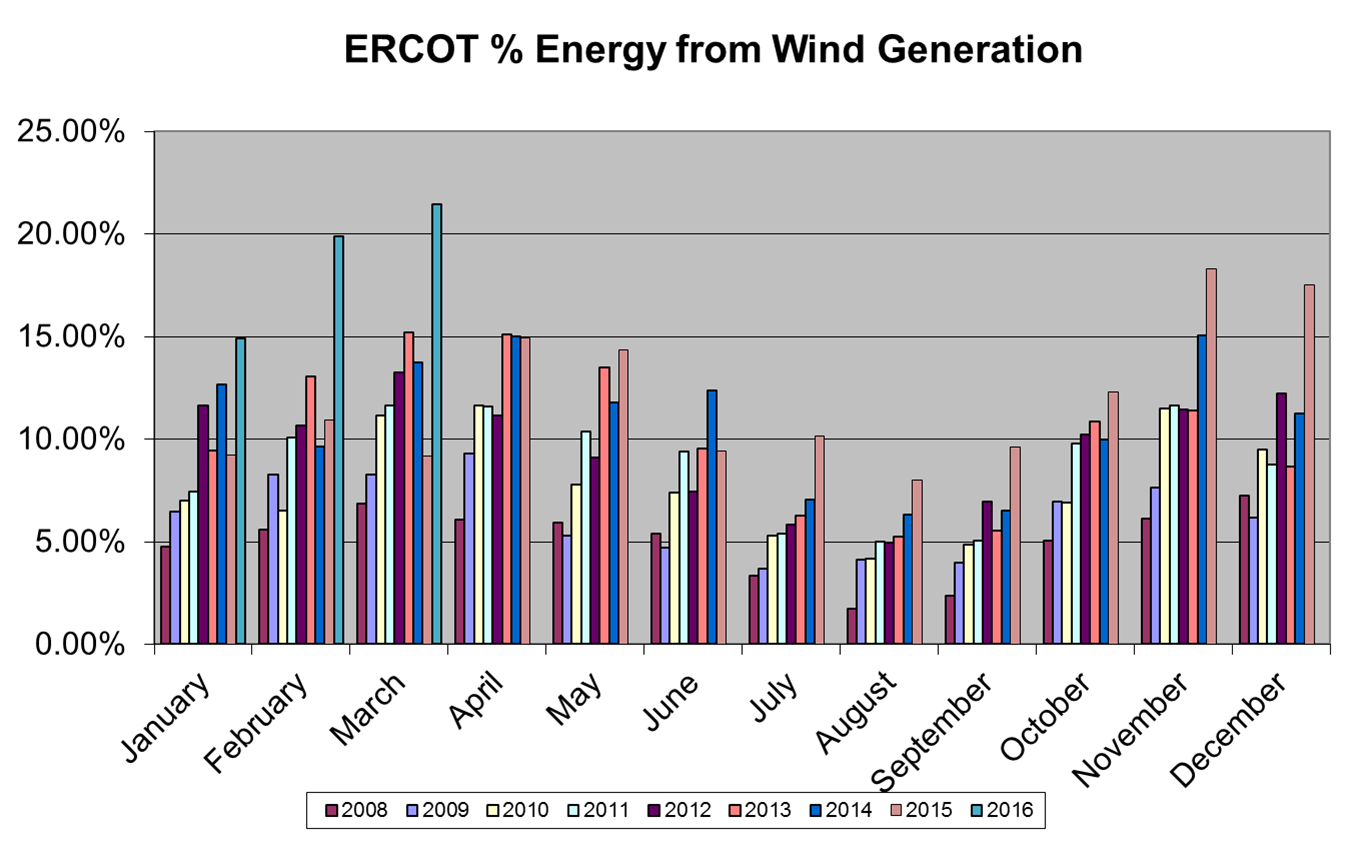 ERCOT % Energy from Wind Generation
25.00%
20.00%
15.00%
10.00%
5.00%
0.00%
January
February
March
April
May
June
July
August
September
October
November
December
2008 2009 2010 2011 2012 2013 2014 2015 2016